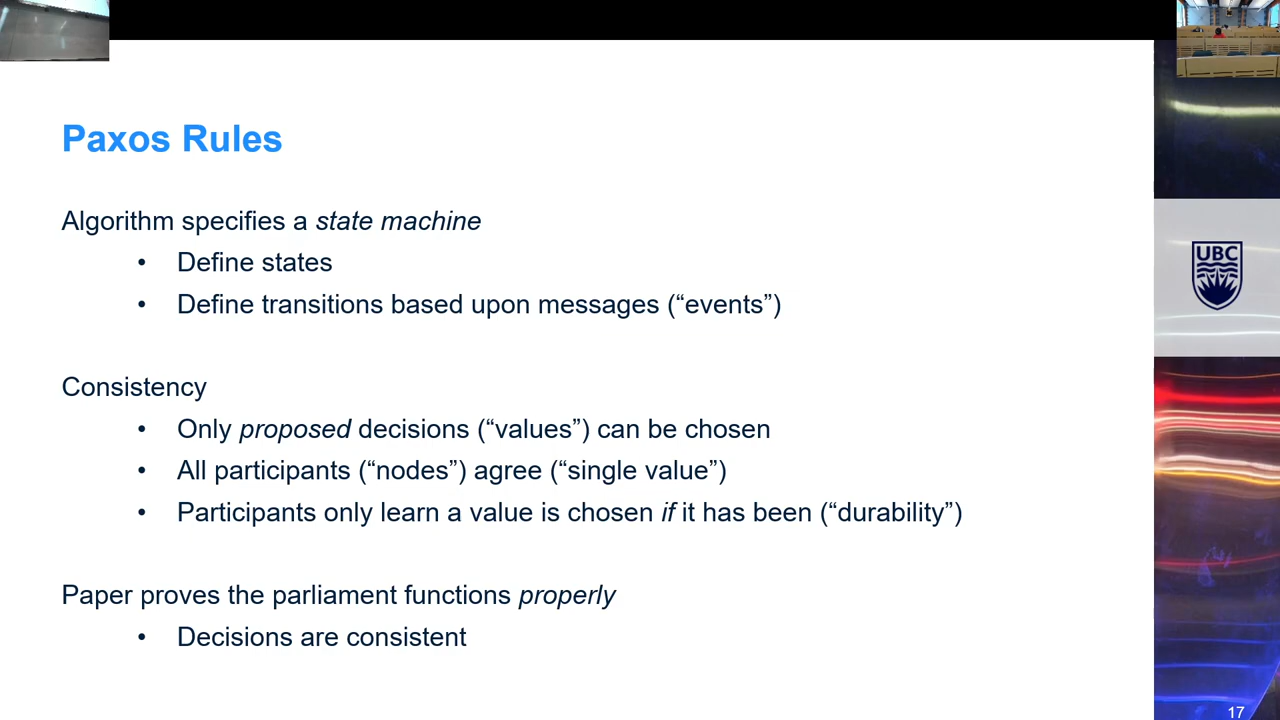 Paxos Rules
Algorithm specifies a state machine
• Define states
• Define transitions based upon messages (“events”)
Consistency
• Only proposed decisions (“values”) can be chosen
• All participants (“nodes”) agree (“single value”)
• Participants only learn a value is chosen if it has been (“durability”)
Paper proves the parliament functions properly
• Decisions are consistent
UBC
17